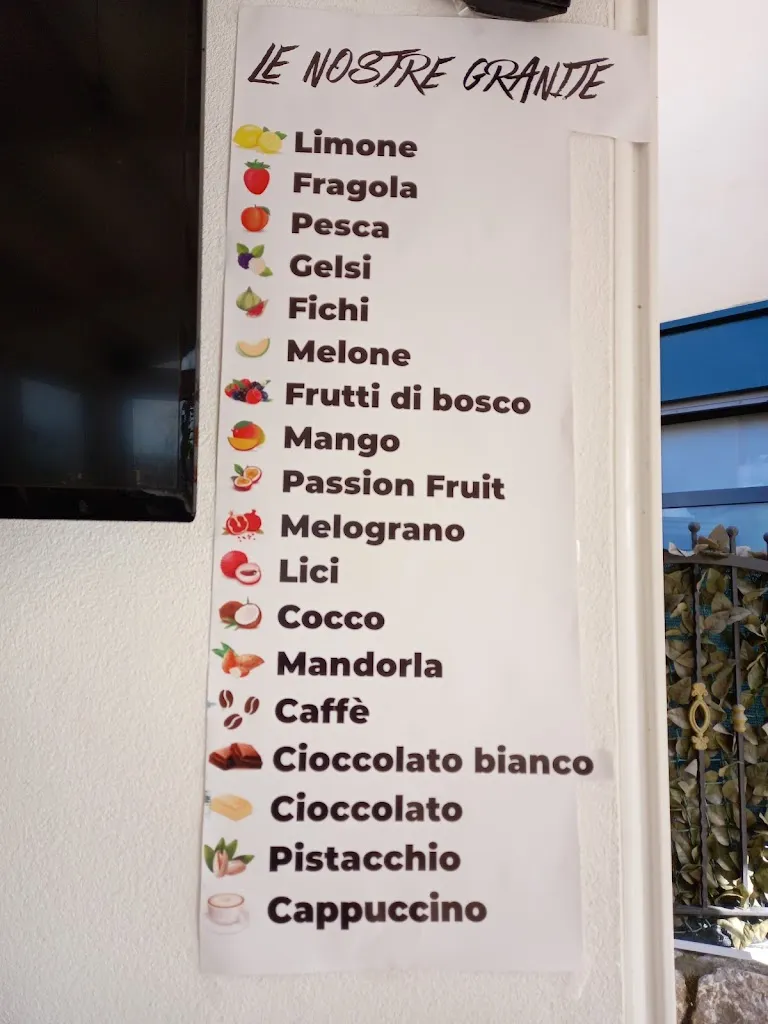 LE NOSTRE GRANITE
Limone
Fragola
Pesca
Gelsi
Fichi
Melone
Frutti di bosco
Mango
Passion Fruit
Melograno
Lici
Cocco
Mandorla
Caffè
Cioccolato bianco
Cioccolato
Pistacchio
Cappuccino